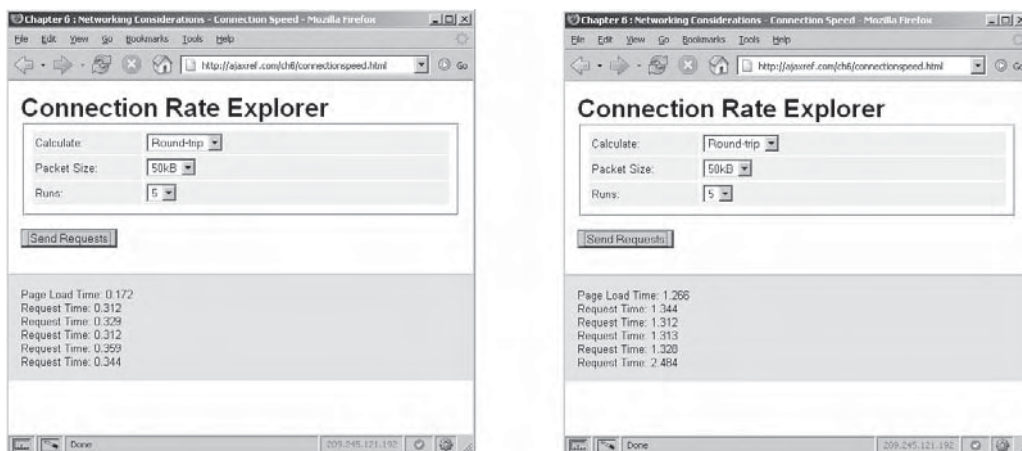 Chapter 6 : Networking Considerations - Connection Speed - Mozilla Firefox
File Edit View Go Bookmarks Tools Help
http://ajaxref.com/ch6/connectionspeed.html Go
Connection Rate Explorer
Calculate: Round-trip
Packet Size: 50kB
Runs: 5
Send Requests
Page Load Time: 0.172
Request Time: 0.312
Request Time: 0.329
Request Time: 0.312
Request Time: 0.359
Request Time: 0.344
Done 209.245.121.192
Chapter 6 : Networking Considerations - Connection Speed - Mozilla Firefox
File Edit View Go Bookmarks Tools Help
http://ajaxref.com/ch6/connectionspeed.html Go
Connection Rate Explorer
Calculate: Round-trip
Packet Size: 50kB
Runs: 5
Send Requests
Page Load Time: 1.266
Request Time: 1.344
Request Time: 1.312
Request Time: 1.313
Request Time: 1.328
Request Time: 2.484
Done 209.245.121.192